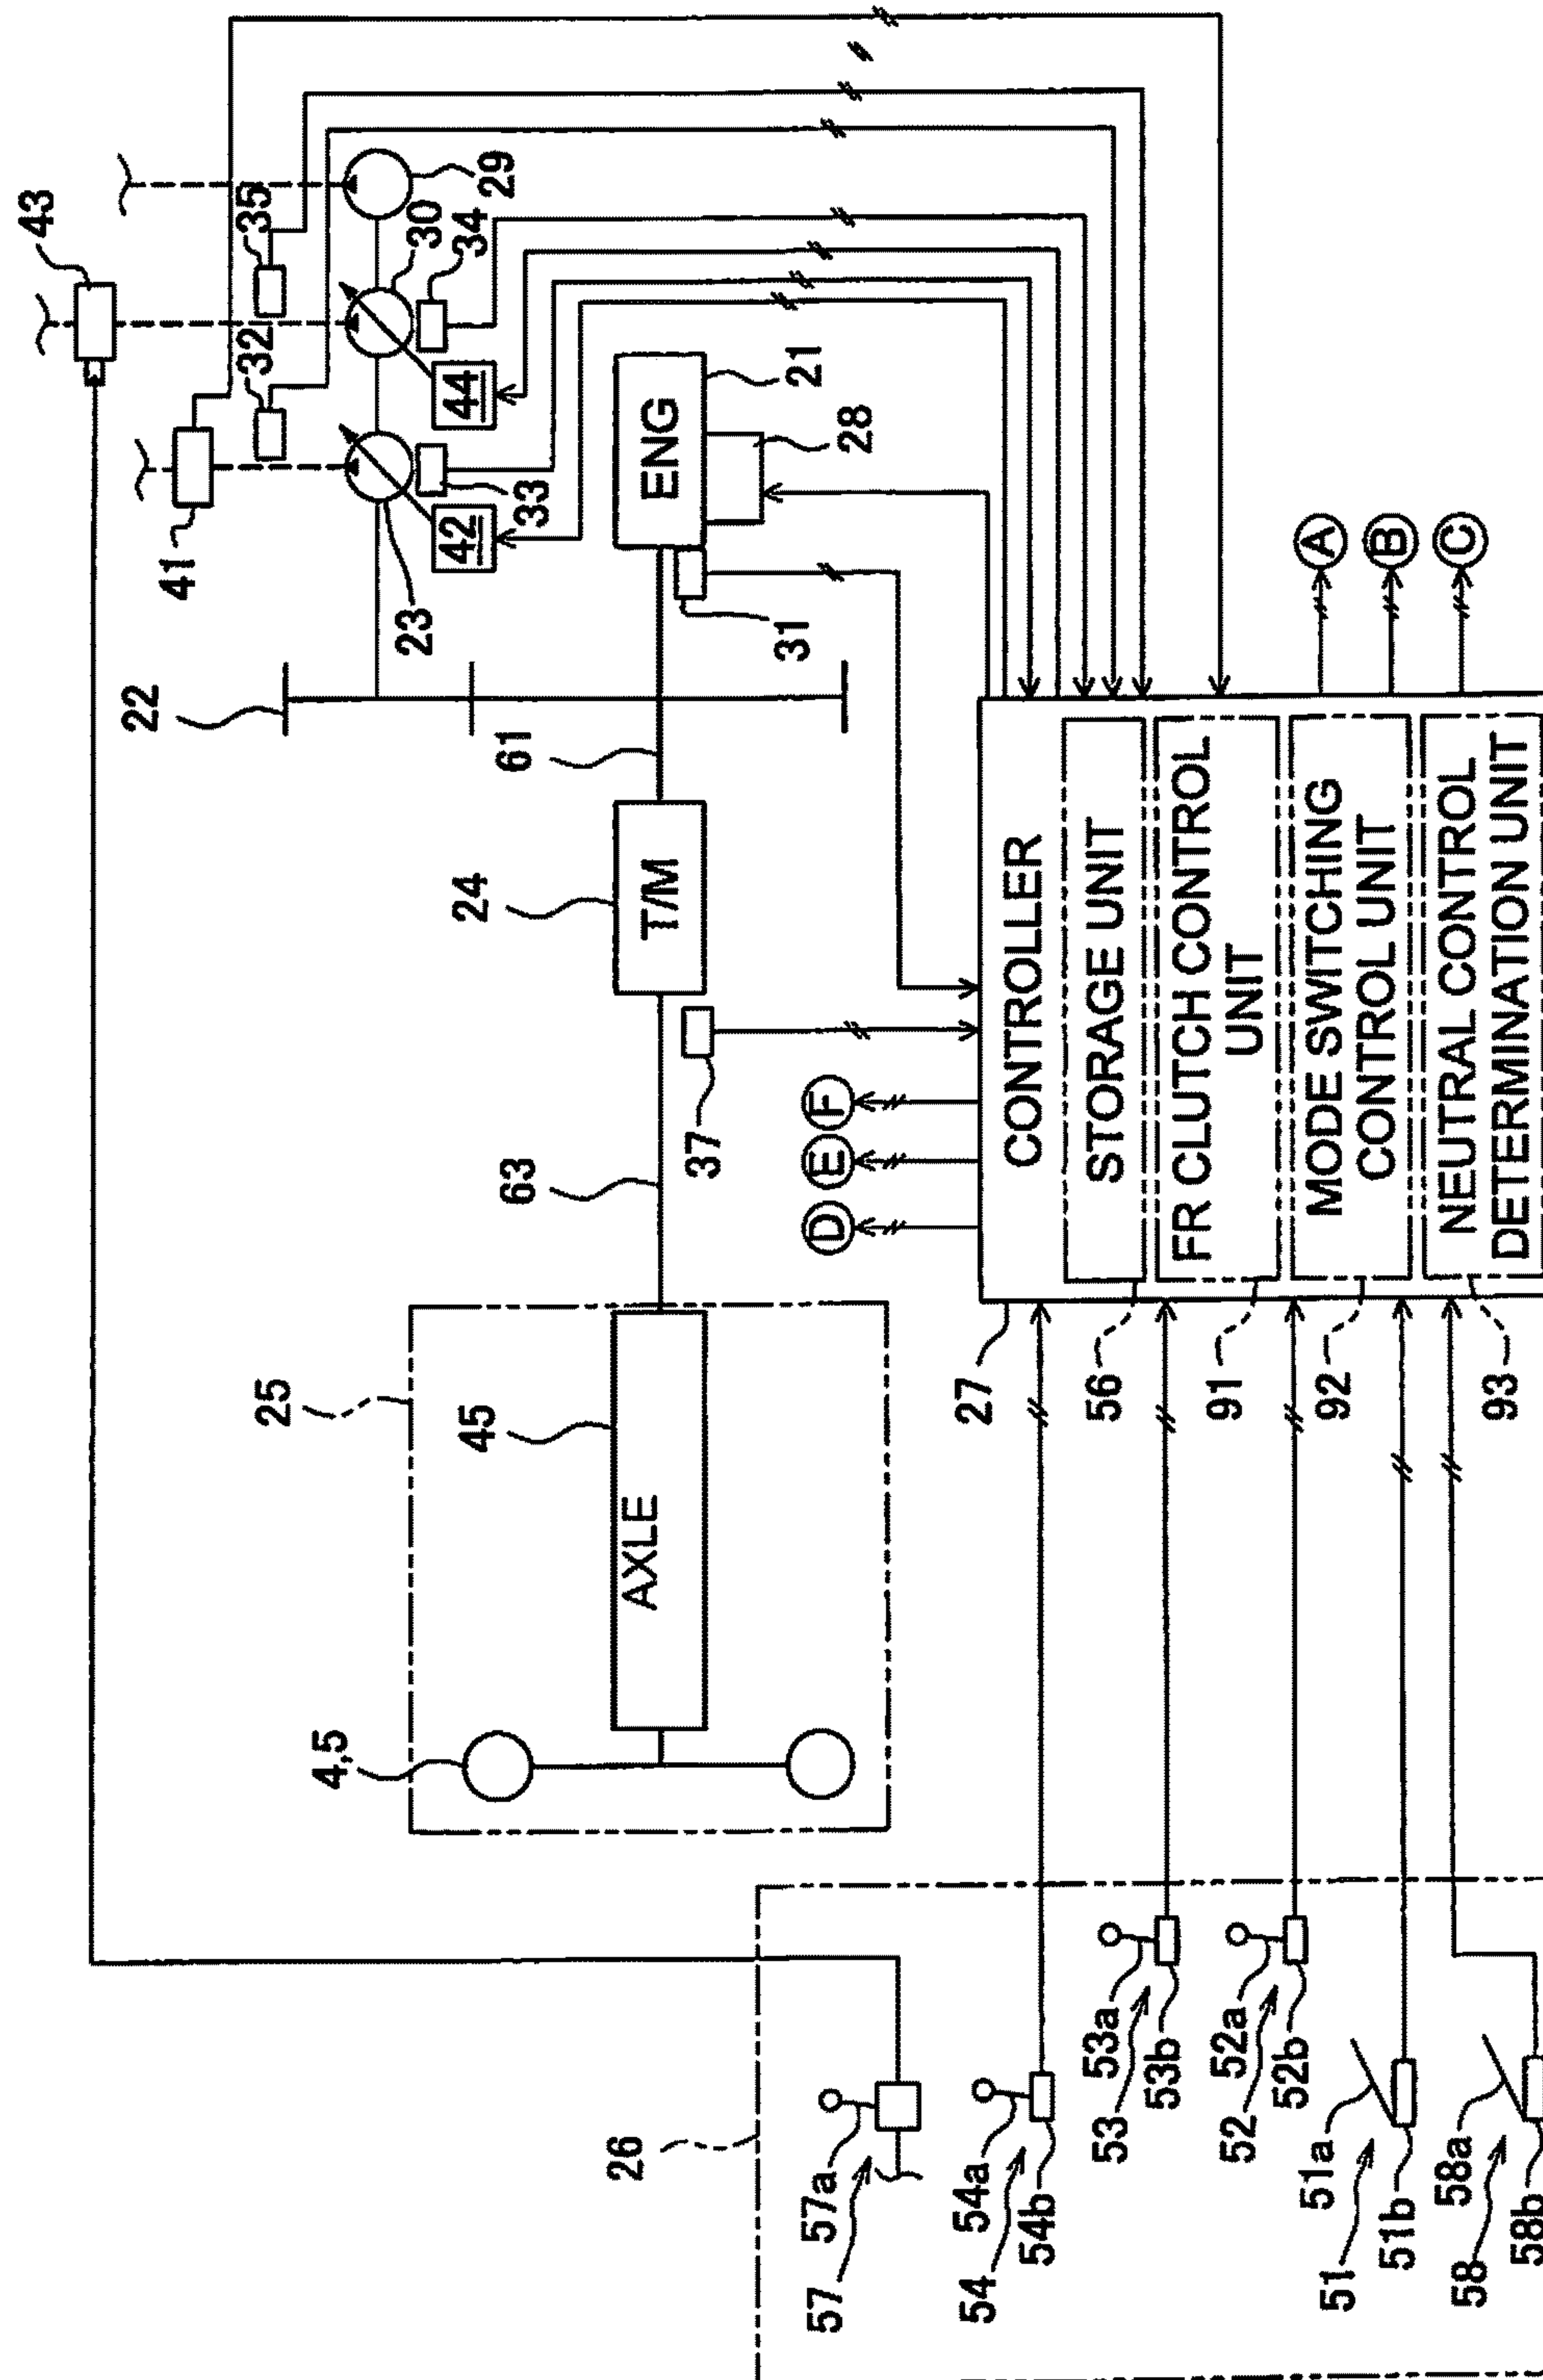 43
41
32
35
29
30
34
44
42
33
23
22
ENG
21
28
31
61
T/M
24
37
63
25
45
AXLE
4,5
A
B
C
D
E
F
27
CONTROLLER
56
STORAGE UNIT
91
FR CLUTCH CONTROL
UNIT
92
MODE SWITCHING
CONTROL UNIT
93
NEUTRAL CONTROL
DETERMINATION UNIT
26
57a
57
54a
54
54b
53a
53
53b
52a
52
52b
51a
51
51b
58a
58
58b